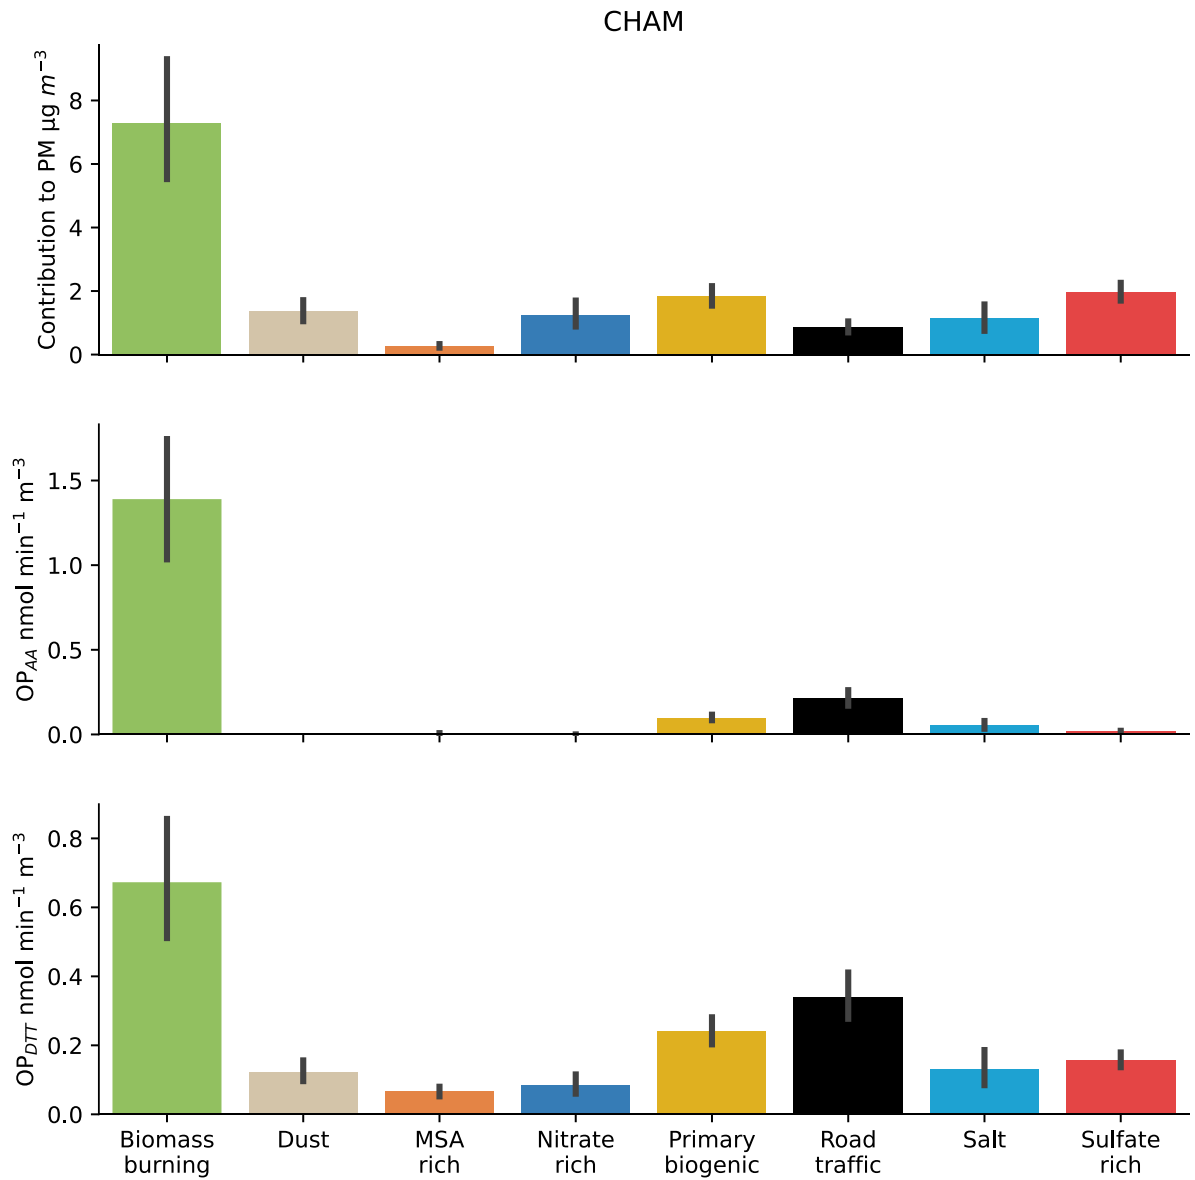 CHAM
Contribution to PM µg m⁻³
8
6
4
2
0
OP_AA nmol min⁻¹ m⁻³
1.5
1.0
0.5
0.0
OP_DTT nmol min⁻¹ m⁻³
0.8
0.6
0.4
0.2
0.0
Biomass burning
Dust
MSA rich
Nitrate rich
Primary biogenic
Road traffic
Salt
Sulfate rich